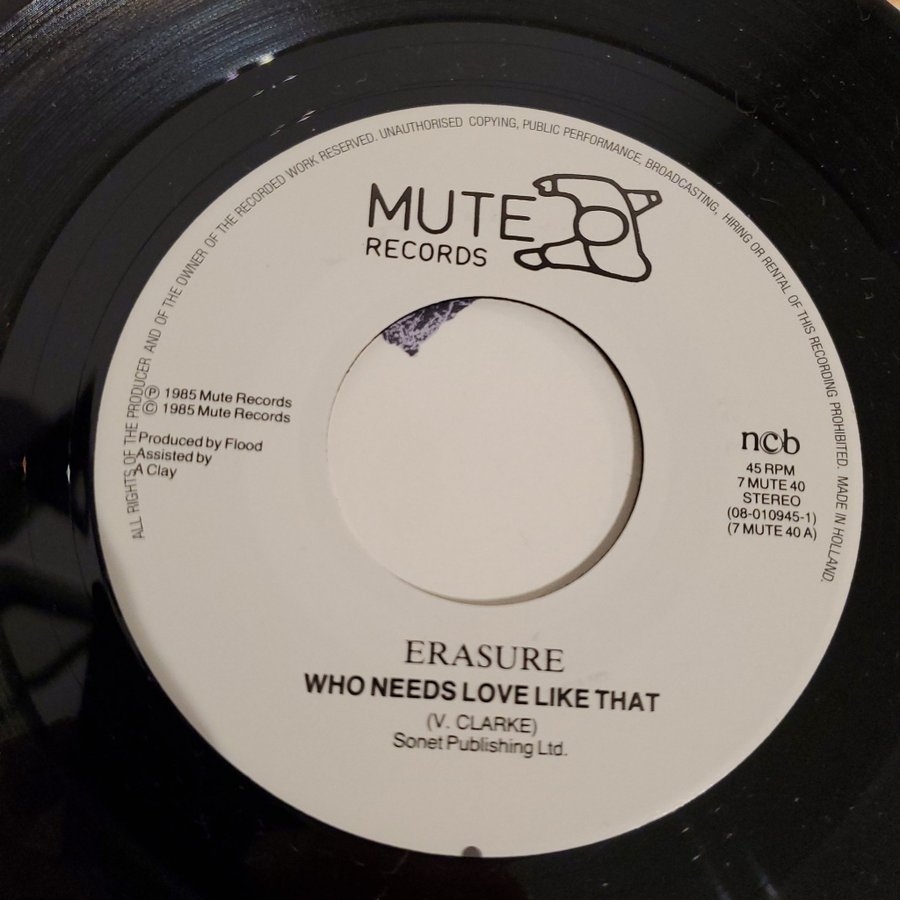 ALL RIGHTS OF THE PRODUCER AND OF THE OWNER OF THE RECORDED WORK RESERVED. UNAUTHORISED COPYING, PUBLIC PERFORMANCE, BROADCASTING, HIRING OR RENTAL OF THIS RECORDING PROHIBITED. MADE IN HOLLAND.
MUTE
RECORDS
Ⓟ 1985 Mute Records
© 1985 Mute Records
Produced by Flood
Assisted by
A Clay
ncb
45 RPM
7 MUTE 40
STEREO
(08-010945-1)
(7 MUTE 40 A)
ERASURE
WHO NEEDS LOVE LIKE THAT
(V. CLARKE)
Sonet Publishing Ltd.